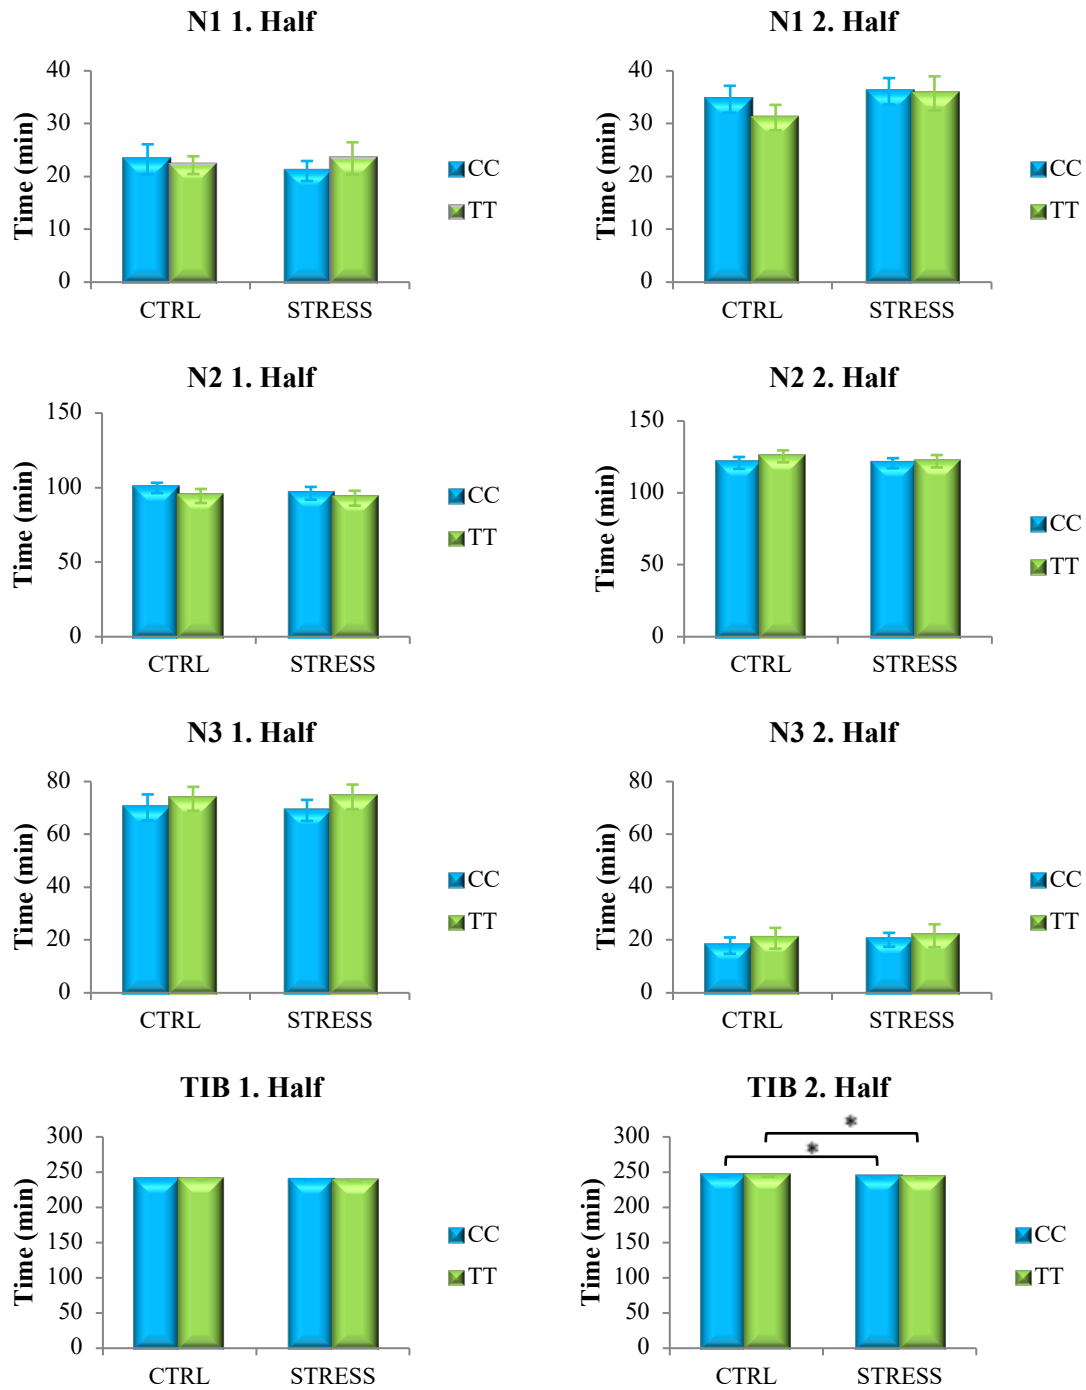 N1 1. Half
40
30
20
10
0
Time (min)
CTRL STRESS
CC
TT
N1 2. Half
40
30
20
10
0
Time (min)
CTRL STRESS
CC
TT
N2 1. Half
150
100
50
0
Time (min)
CTRL STRESS
CC
TT
N2 2. Half
150
100
50
0
Time (min)
CTRL STRESS
CC
TT
N3 1. Half
80
60
40
20
0
Time (min)
CTRL STRESS
CC
TT
N3 2. Half
80
60
40
20
0
Time (min)
CTRL STRESS
CC
TT
TIB 1. Half
300
250
200
150
100
50
0
Time (min)
CTRL STRESS
CC
TT
TIB 2. Half
*
*
300
250
200
150
100
50
0
Time (min)
CTRL STRESS
CC
TT